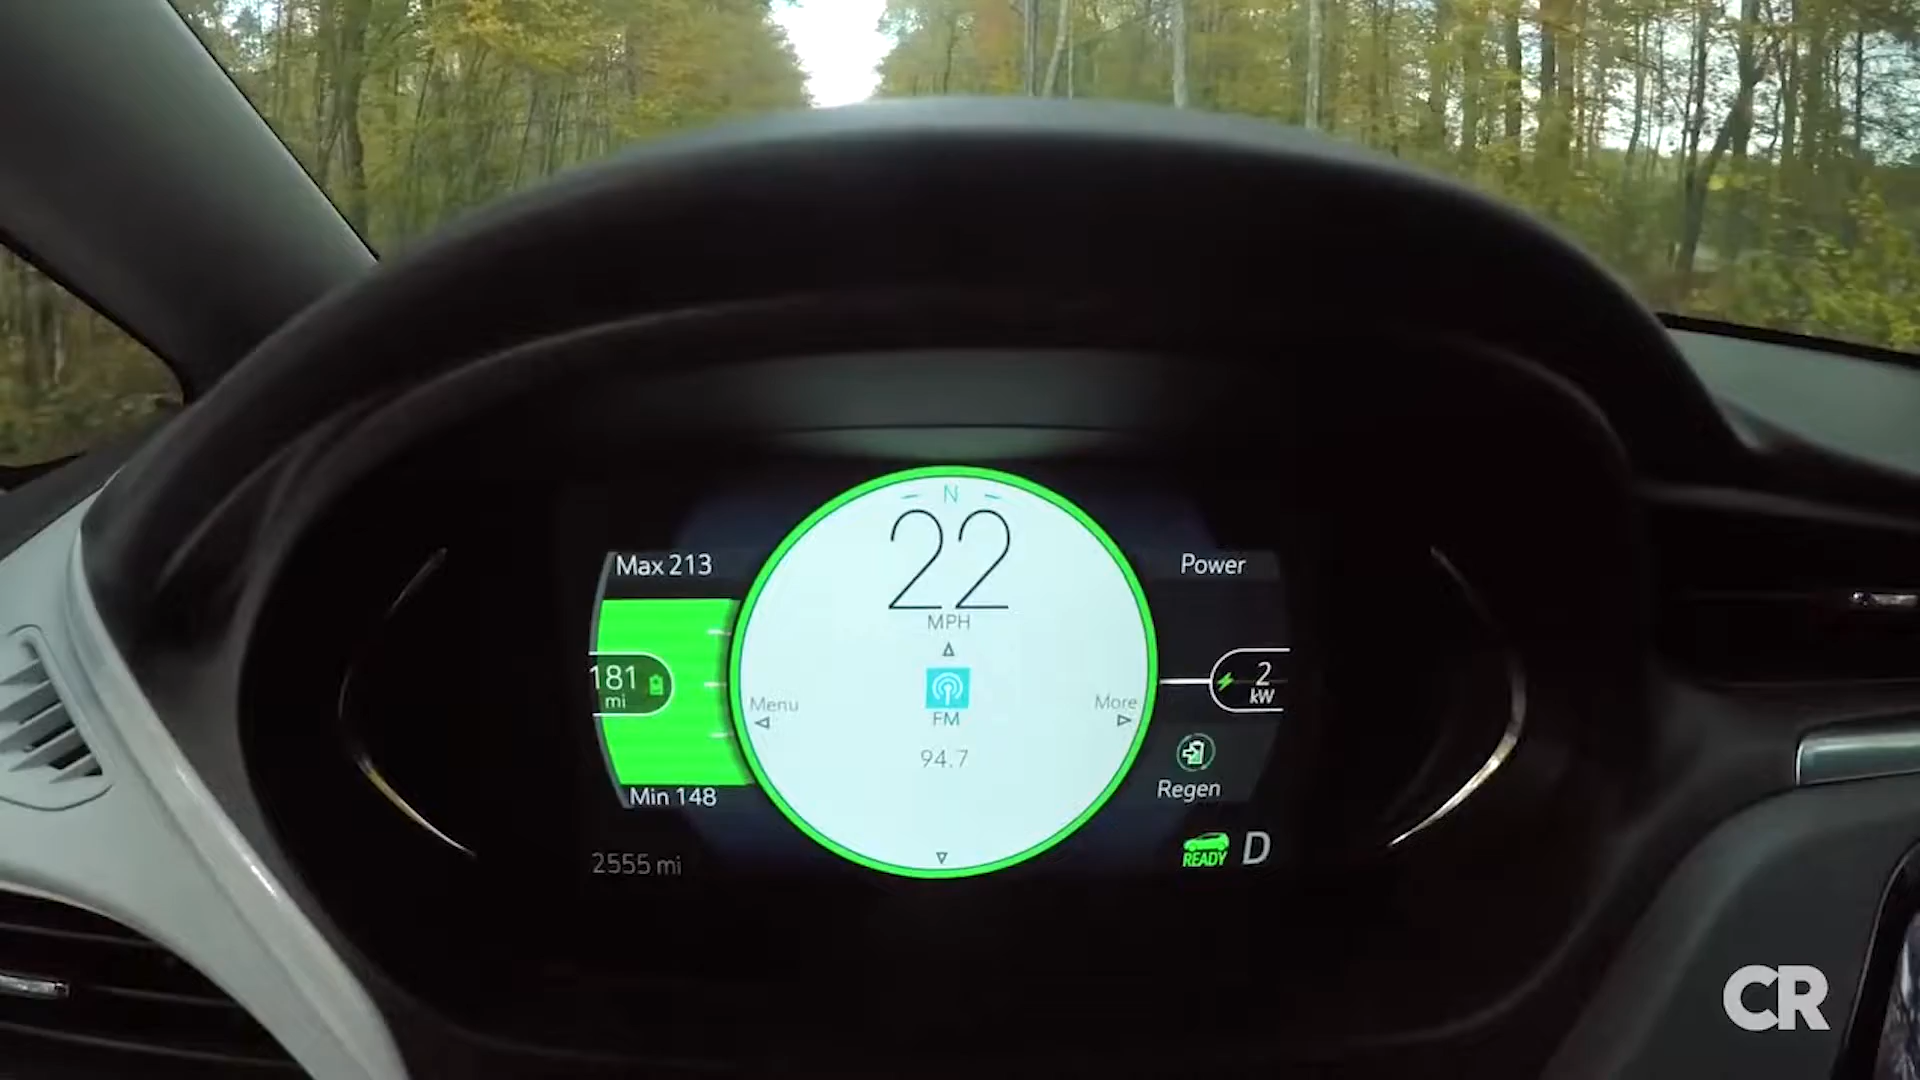 N
22
MPH
Max 213
Power
181
mi
2
kW
Menu
More
FM
94.7
Regen
Min 148
READY
D
2555 mi
CR